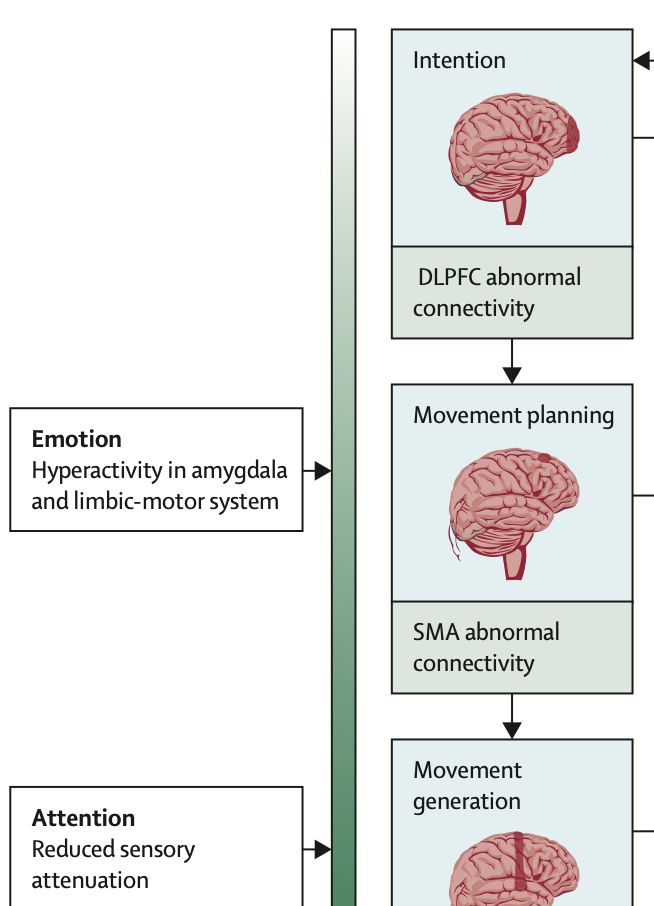 Intention
DLPFC abnormal
connectivity
Emotion
Hyperactivity in amygdala
and limbic-motor system
Movement planning
SMA abnormal
connectivity
Attention
Reduced sensory
attenuation
Movement
generation